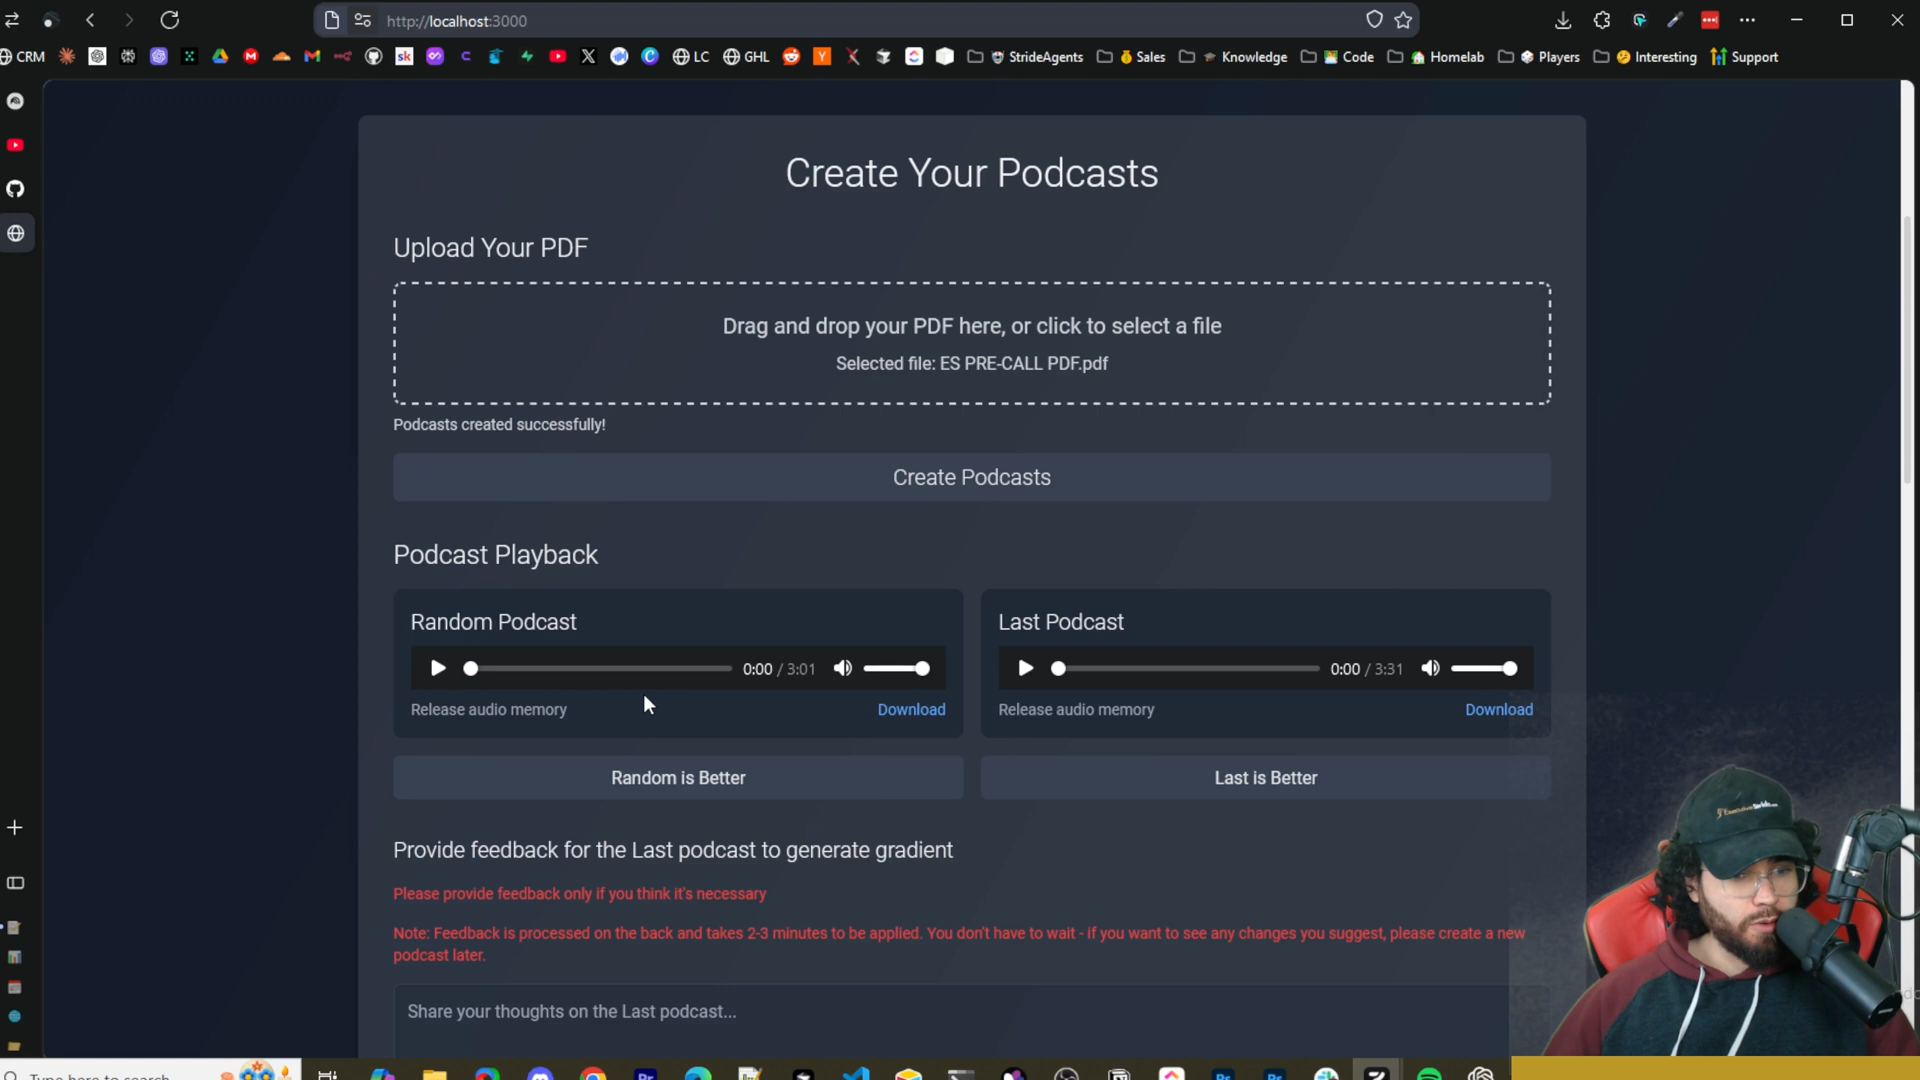 http://localhost:3000
CRM
LC
GHL
StrideAgents
Sales
Knowledge
Code
Homelab
Players
Interesting
Support
Create Your Podcasts
Upload Your PDF
Drag and drop your PDF here, or click to select a file
Selected file: ES PRE-CALL PDF.pdf
Podcasts created successfully!
Create Podcasts
Podcast Playback
Random Podcast
0:00 / 3:01
Release audio memory
Download
Last Podcast
0:00 / 3:31
Release audio memory
Download
Random is Better
Last is Better
Provide feedback for the Last podcast to generate gradient
Please provide feedback only if you think it's necessary
Note: Feedback is processed on the back and takes 2-3 minutes to be applied. You don't have to wait - if you want to see any changes you suggest, please create a new
podcast later.
Share your thoughts on the Last podcast...
Type here to search